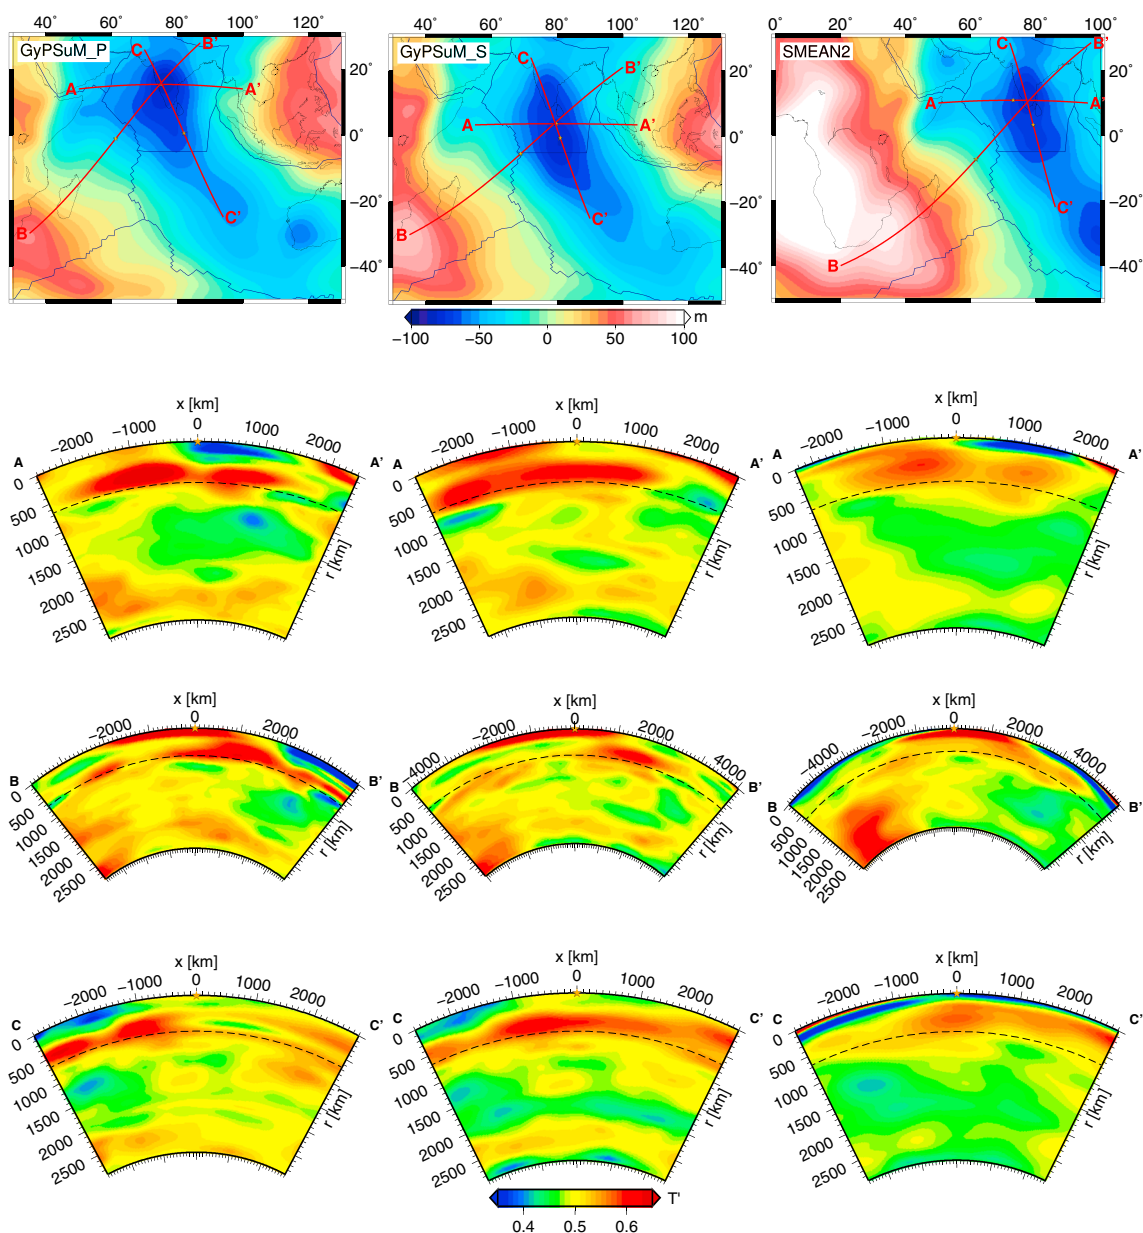 40° 60° 80° 100° 120°
GyPSuM_P
C
B'
A
A'
B
C'
40° 60° 80° 100° 120°
GyPSuM_S
C
B'
A
A'
B
C'
20°
0°
−20°
−40°
0° 20° 40° 60° 80° 100°
SMEAN2
C
B'
A
A'
B
C'
20°
0°
−20°
−40°
−100 −50 0 50 100 m
x [km]
−2000 −1000 0 1000 2000
A A'
0
500
1000
1500
2000
2500
r [km]
x [km]
−2000 −1000 0 1000 2000
A A'
0
500
1000
1500
2000
2500
r [km]
x [km]
−2000 −1000 0 1000 2000
A A'
0
500
1000
1500
2000
2500
r [km]
x [km]
−2000 0 2000
B B'
0
500
1000
1500
2000
2500
r [km]
x [km]
−4000 −2000 0 2000 4000
B B'
0
500
1000
1500
2000
2500
r [km]
x [km]
−4000 −2000 0 2000 4000
B B'
0
500
1000
1500
2000
2500
r [km]
x [km]
−2000 −1000 0 1000 2000
C C'
0
500
1000
1500
2000
2500
r [km]
x [km]
−2000 −1000 0 1000 2000
C C'
0
500
1000
1500
2000
2500
r [km]
x [km]
−2000 −1000 0 1000 2000
C C'
0
500
1000
1500
2000
2500
r [km]
0.4 0.5 0.6 T'